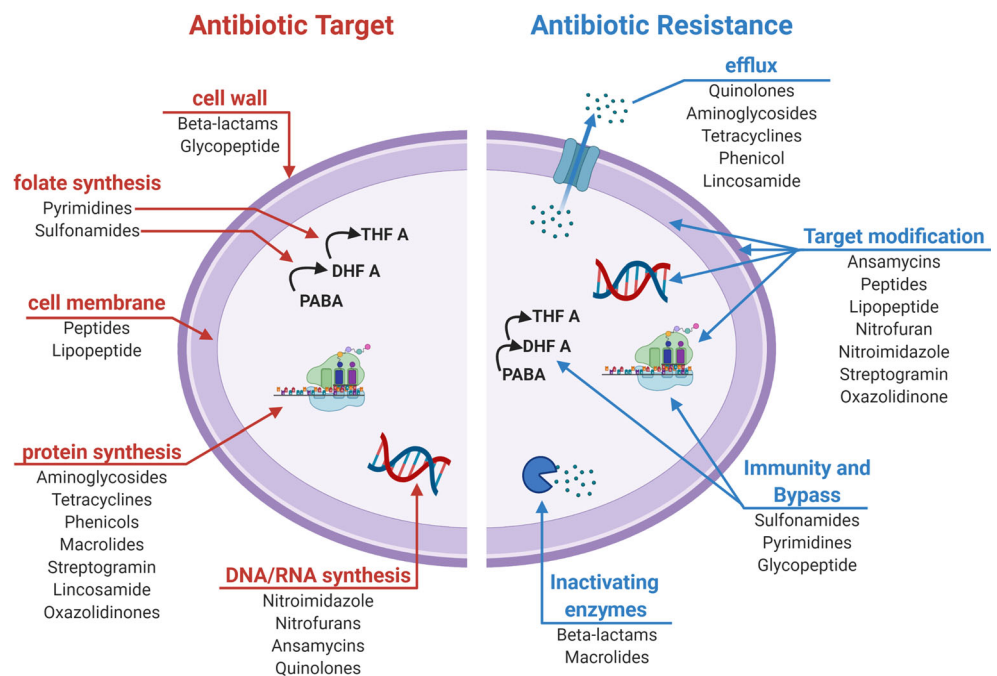 Antibiotic Target
cell wall
Beta-lactams
Glycopeptide
folate synthesis
Pyrimidines
Sulfonamides
THF A
DHF A
PABA
cell membrane
Peptides
Lipopeptide
protein synthesis
Aminoglycosides
Tetracyclines
Phenicols
Macrolides
Streptogramin
Lincosamide
Oxazolidinones
DNA/RNA synthesis
Nitroimidazole
Nitrofurans
Ansamycins
Quinolones
Antibiotic Resistance
efflux
Quinolones
Aminoglycosides
Tetracyclines
Phenicol
Lincosamide
Target modification
Ansamycins
Peptides
Lipopeptide
Nitrofuran
Nitroimidazole
Streptogramin
Oxazolidinone
THF A
DHF A
PABA
Immunity and
Bypass
Sulfonamides
Pyrimidines
Glycopeptide
Inactivating
enzymes
Beta-lactams
Macrolides